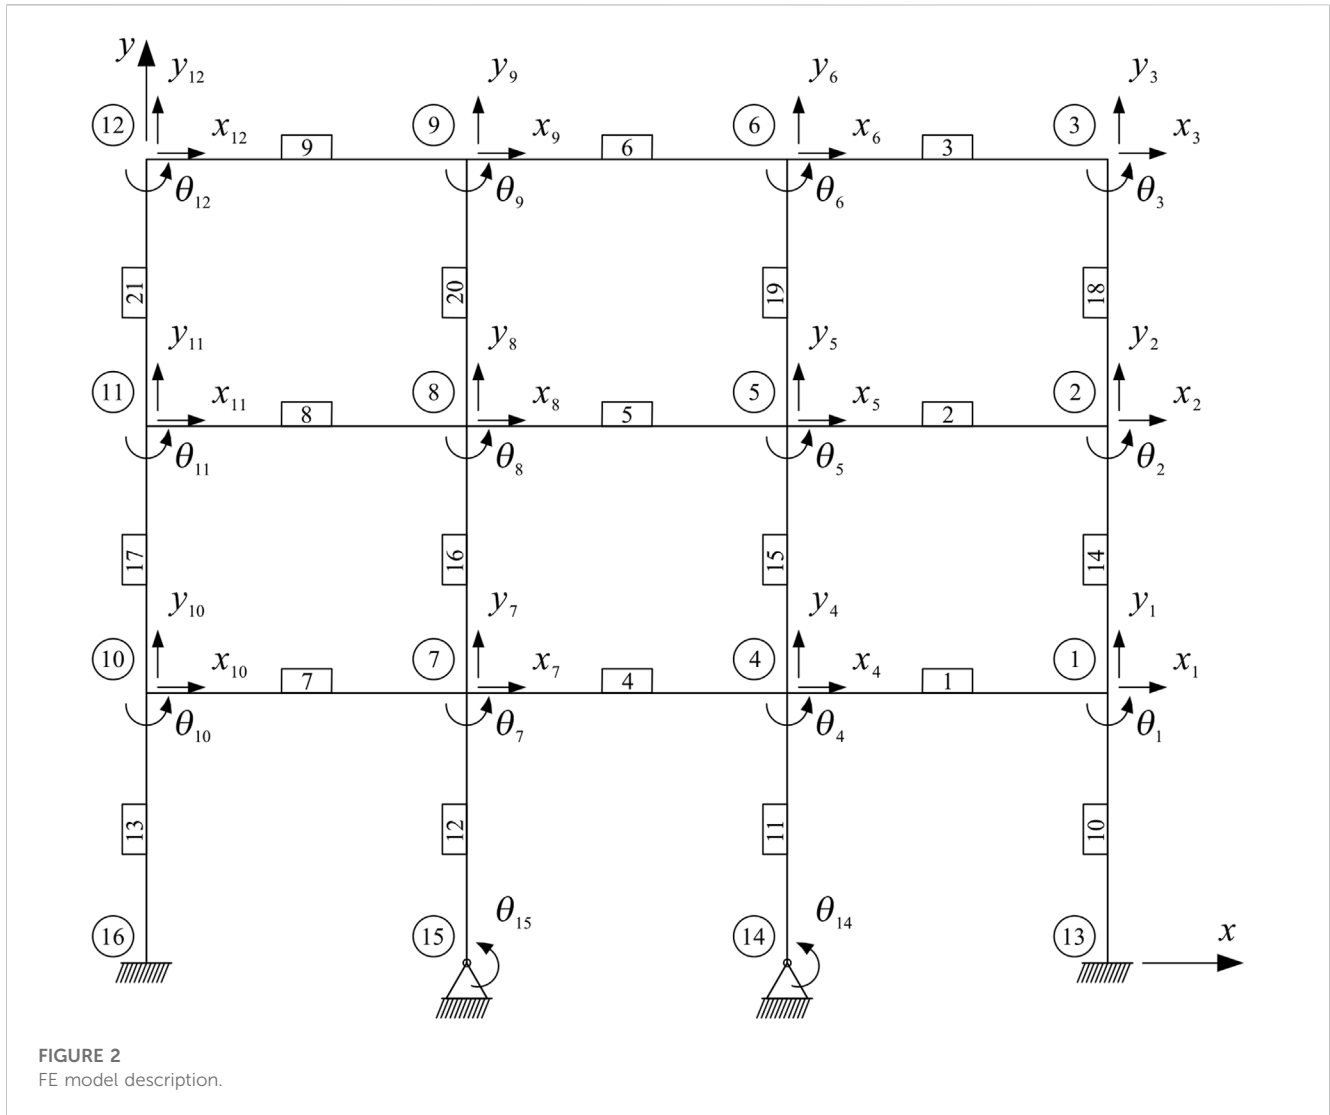 y
y₁₂ y₉ y₆ y₃
12 x₁₂ 9 9 x₉ 6 6 x₆ 3 3 x₃
θ₁₂ θ₉ θ₆ θ₃
21 20 19 18
y₁₁ y₈ y₅ y₂
11 x₁₁ 8 8 x₈ 5 5 x₅ 2 2 x₂
θ₁₁ θ₈ θ₅ θ₂
17 16 15 14
y₁₀ y₇ y₄ y₁
10 x₁₀ 7 7 x₇ 4 4 x₄ 1 1 x₁
θ₁₀ θ₇ θ₄ θ₁
13 12 11 10
θ₁₅ θ₁₄
16 15 14 13 x
FIGURE 2
FE model description.